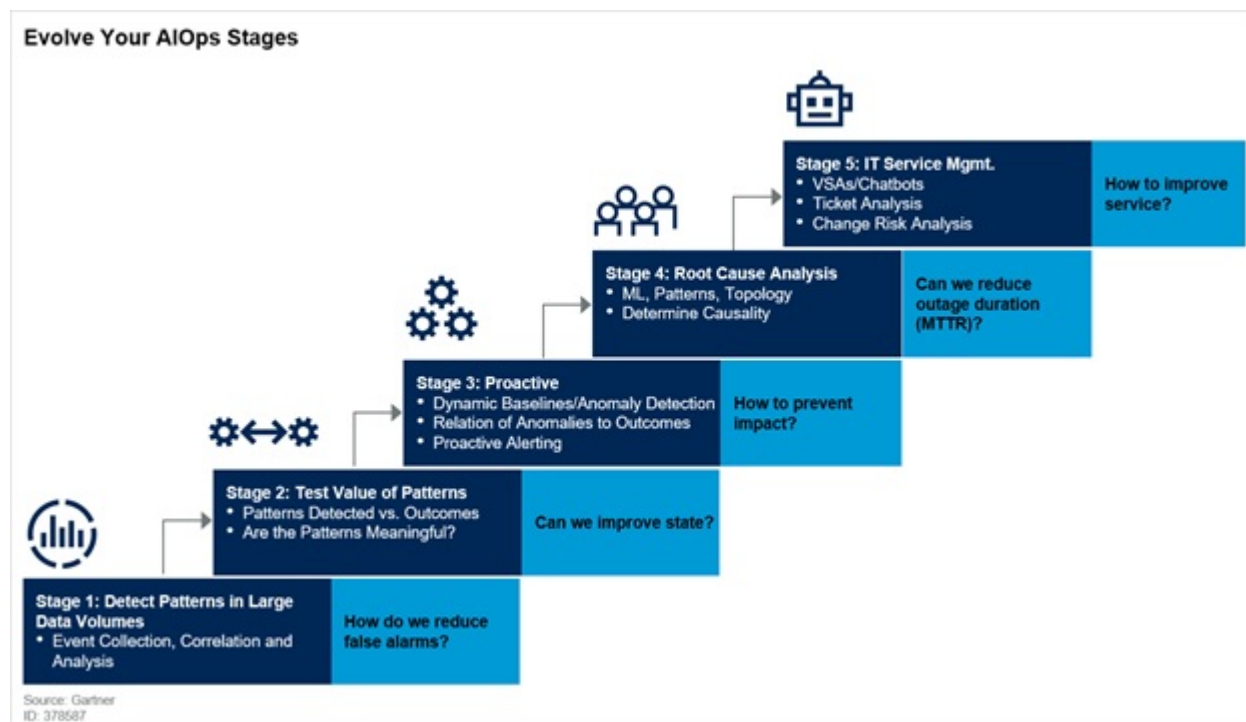 Evolve Your AIOps Stages
Stage 5: IT Service Mgmt.
• VSAs/Chatbots
• Ticket Analysis
• Change Risk Analysis
How to improve
service?
Stage 4: Root Cause Analysis
• ML, Patterns, Topology
• Determine Causality
Can we reduce
outage duration
(MTTR)?
Stage 3: Proactive
• Dynamic Baselines/Anomaly Detection
• Relation of Anomalies to Outcomes
• Proactive Alerting
How to prevent
impact?
Stage 2: Test Value of Patterns
• Patterns Detected vs. Outcomes
• Are the Patterns Meaningful?
Can we improve state?
Stage 1: Detect Patterns in Large
Data Volumes
• Event Collection, Correlation and
Analysis
How do we reduce
false alarms?
Source: Gartner
ID: 378587